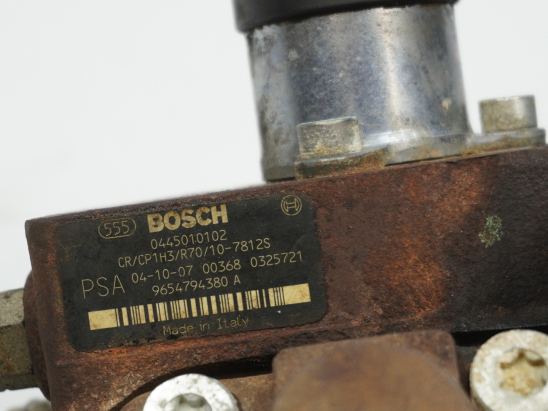 555 BOSCH
0445010102
CR/CP1H3/R70/10-7812S
PSA 04-10-07 00368 0325721
9654794380 A
Made in Italy